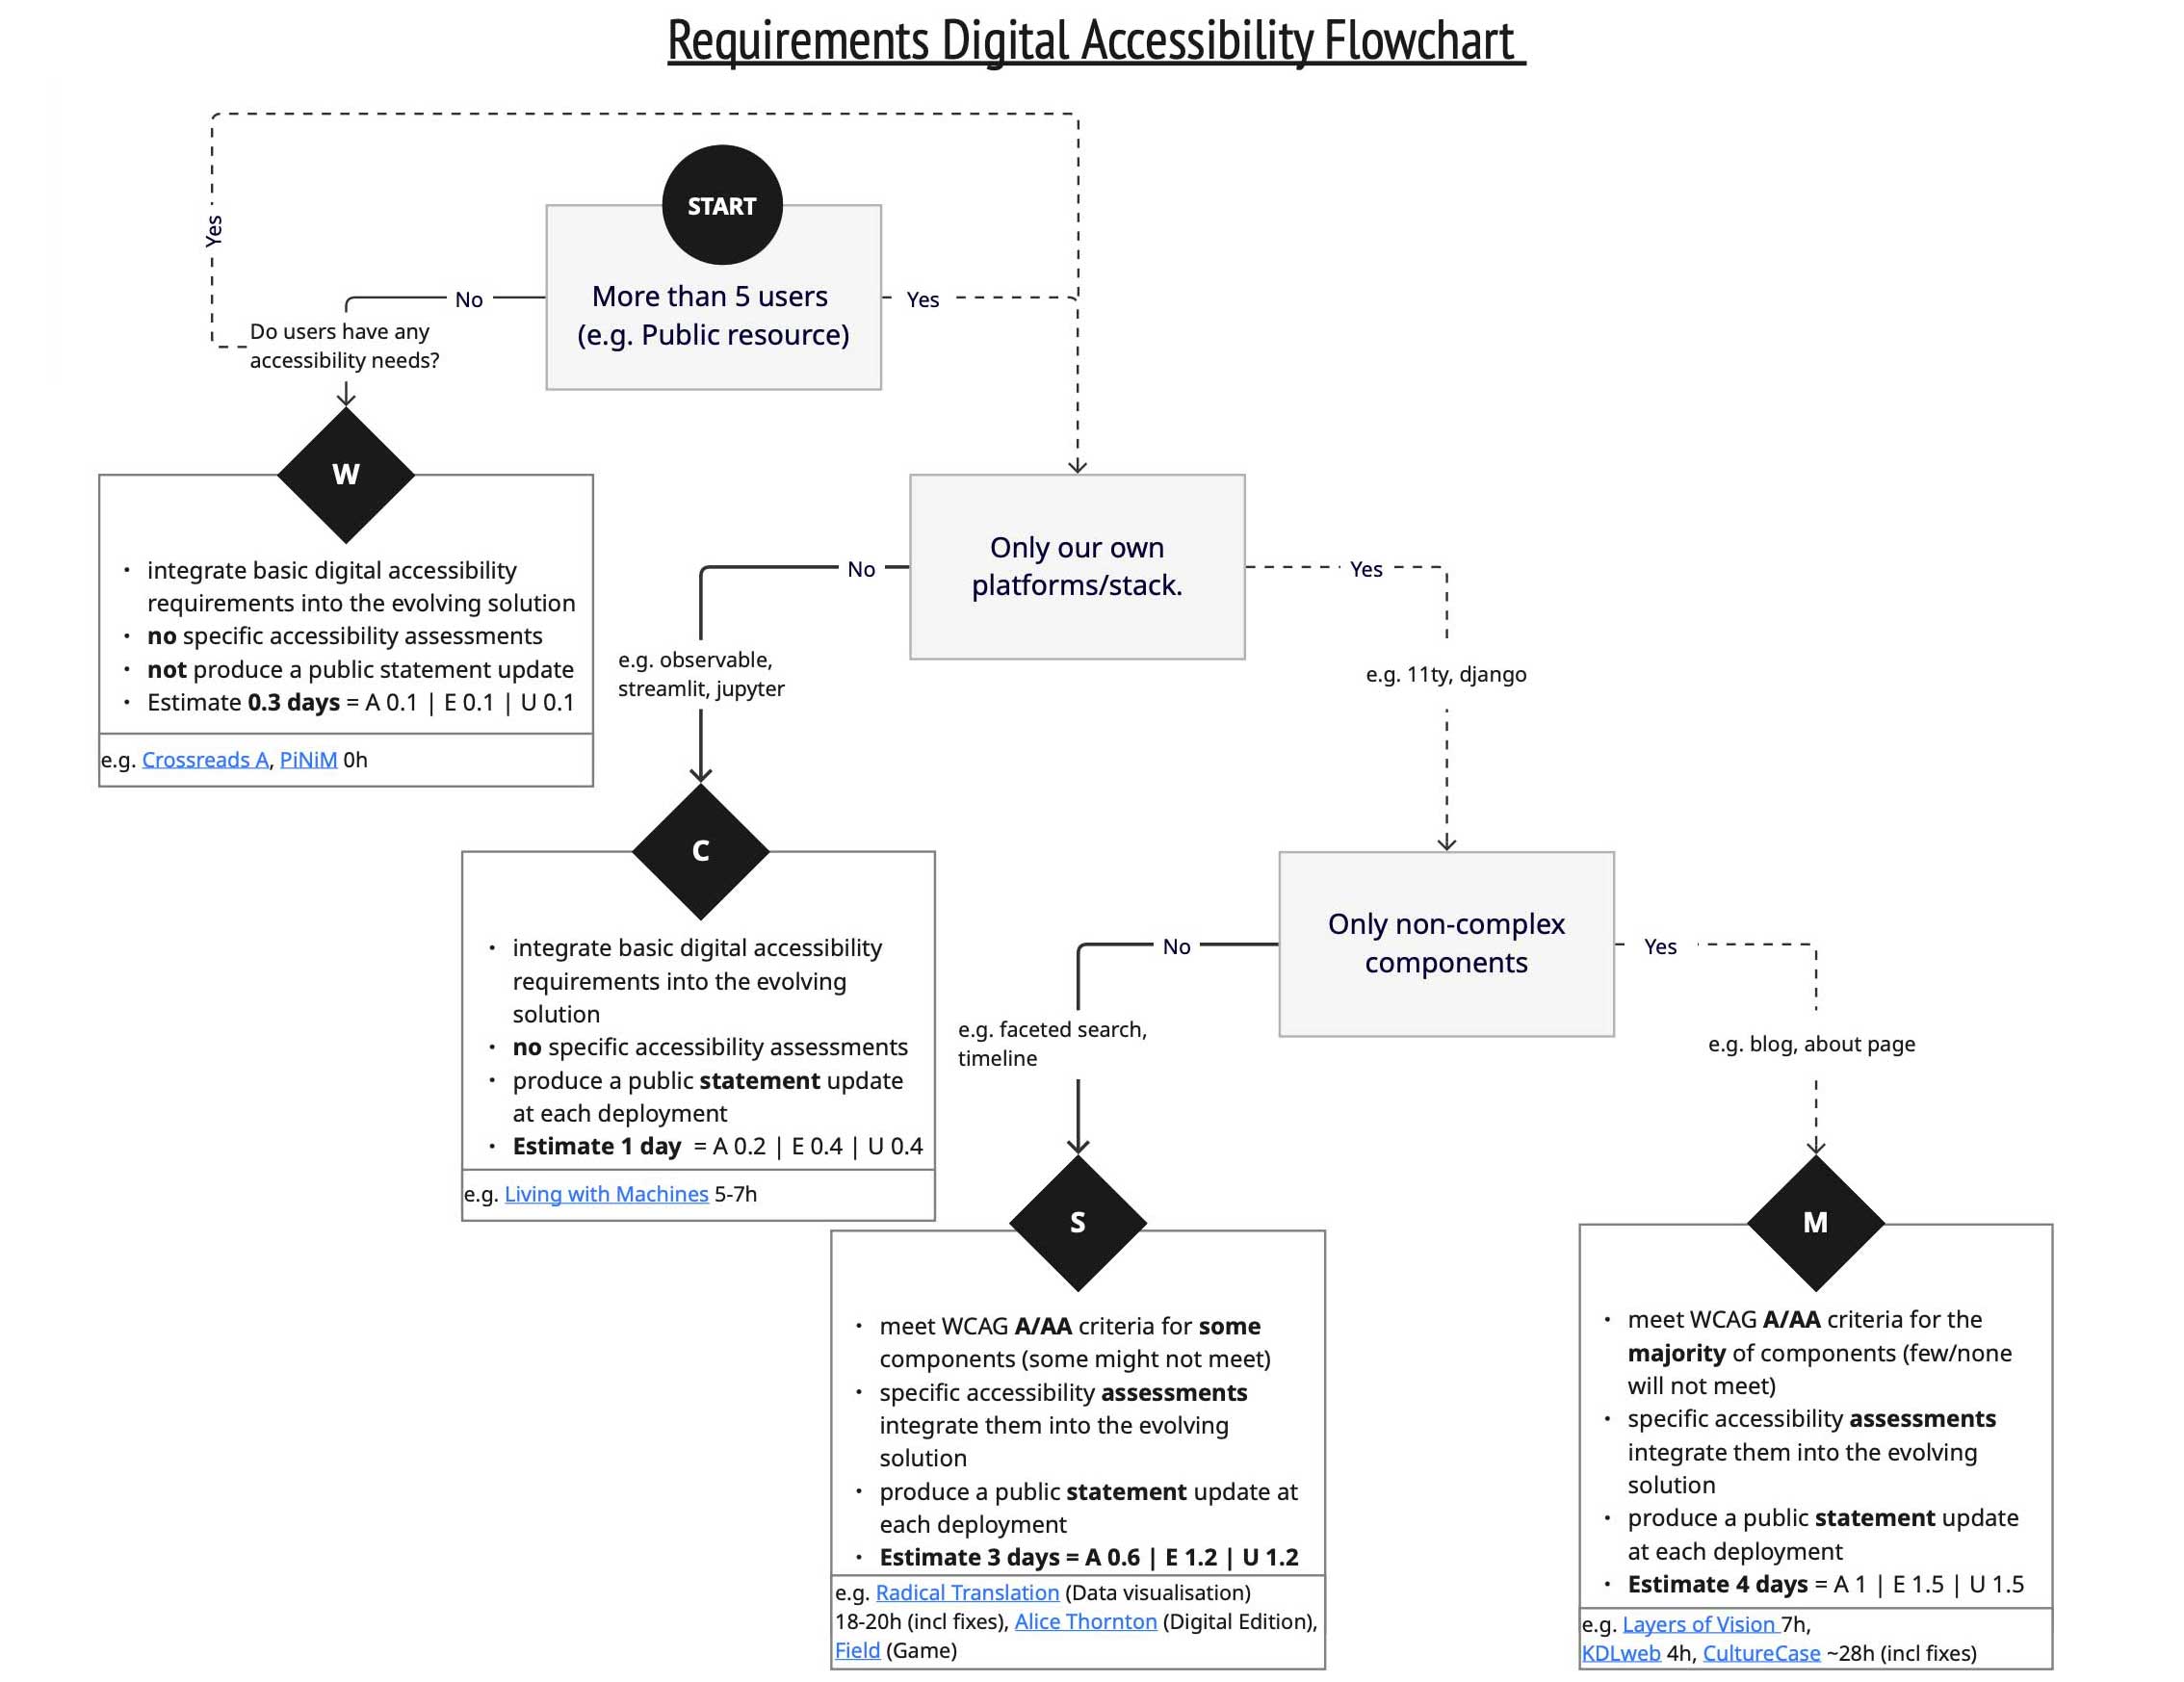 Requirements Digital Accessibility Flowchart
START
More than 5 users
(e.g. Public resource)
No
Yes
Yes
Do users have any
accessibility needs?
W
• integrate basic digital accessibility
requirements into the evolving solution
• no specific accessibility assessments
• not produce a public statement update
• Estimate 0.3 days = A 0.1 | E 0.1 | U 0.1
e.g. Crossreads A, PiNiM 0h
Only our own
platforms/stack.
No
Yes
e.g. observable,
streamlit, jupyter
e.g. 11ty, django
C
• integrate basic digital accessibility
requirements into the evolving
solution
• no specific accessibility assessments
• produce a public statement update
at each deployment
• Estimate 1 day = A 0.2 | E 0.4 | U 0.4
e.g. Living with Machines 5-7h
Only non-complex
components
No
Yes
e.g. faceted search,
timeline
e.g. blog, about page
S
• meet WCAG A/AA criteria for some
components (some might not meet)
• specific accessibility assessments
integrate them into the evolving
solution
• produce a public statement update at
each deployment
• Estimate 3 days = A 0.6 | E 1.2 | U 1.2
e.g. Radical Translation (Data visualisation)
18-20h (incl fixes), Alice Thornton (Digital Edition),
Field (Game)
M
• meet WCAG A/AA criteria for the
majority of components (few/none
will not meet)
• specific accessibility assessments
integrate them into the evolving
solution
• produce a public statement update
at each deployment
• Estimate 4 days = A 1 | E 1.5 | U 1.5
e.g. Layers of Vision 7h,
KDLweb 4h, CultureCase ~28h (incl fixes)